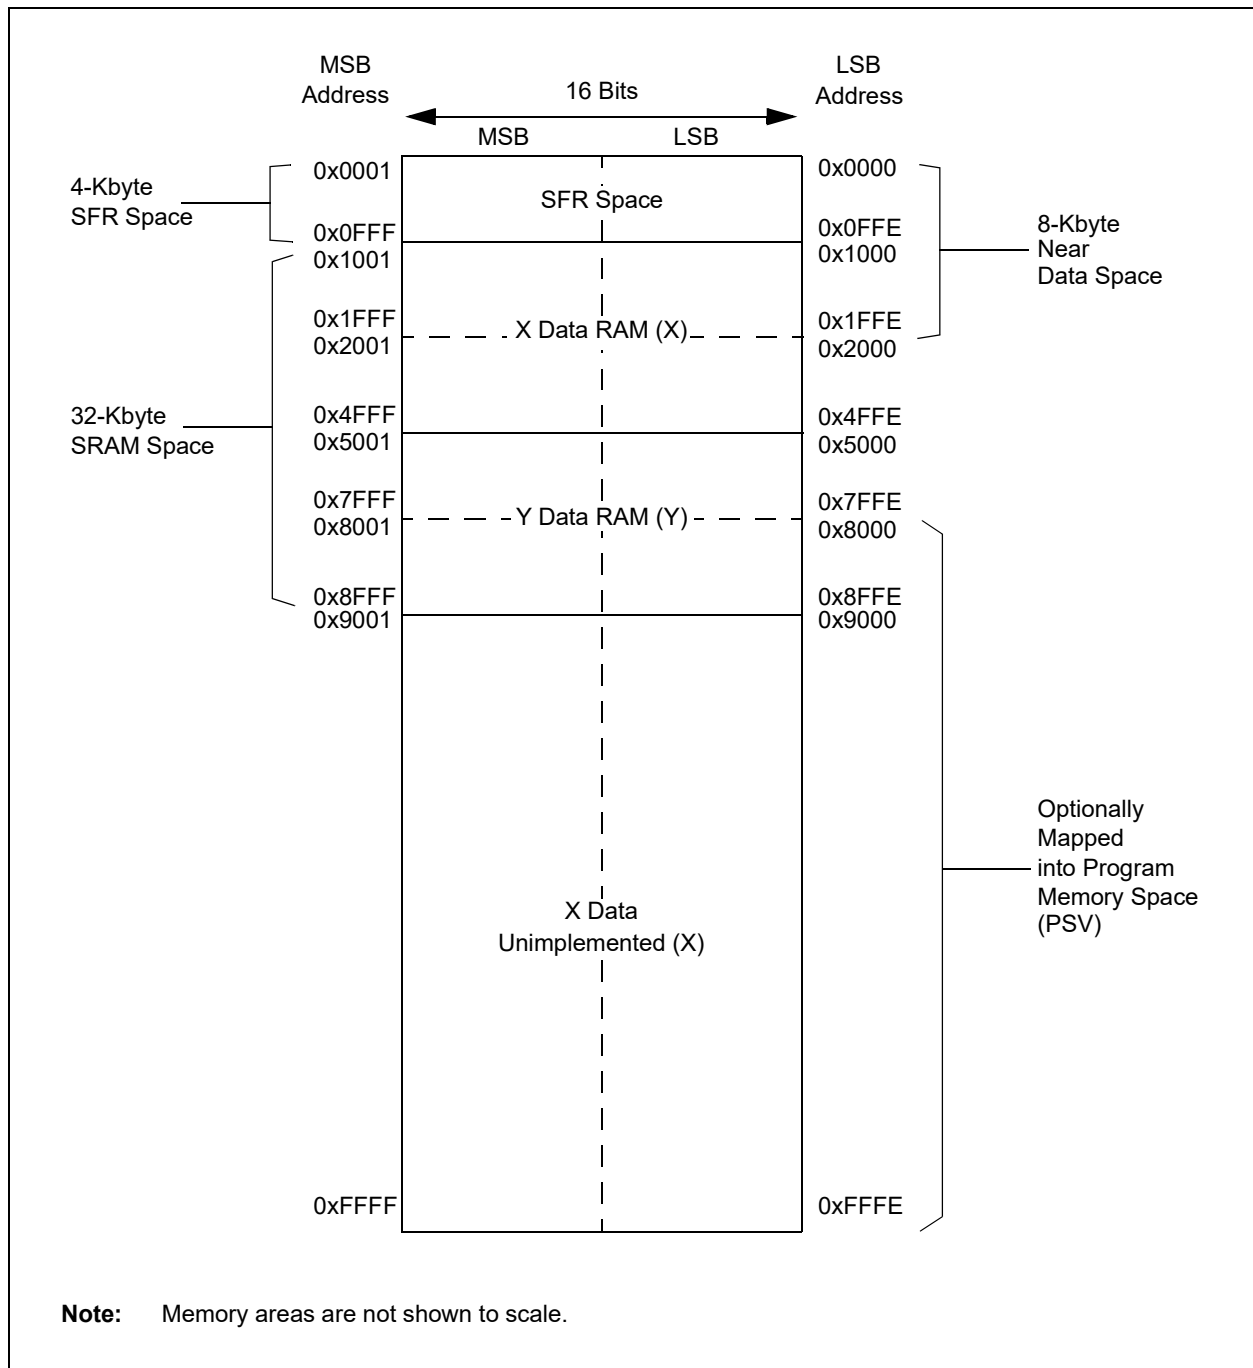 MSB
Address
LSB
Address
16 Bits
MSB
LSB
0x0001
0x0000
4-Kbyte
SFR Space
SFR Space
0x0FFF
0x0FFE
0x1001
0x1000
8-Kbyte
Near
Data Space
0x1FFF
0x1FFE
X Data RAM (X)
0x2001
0x2000
32-Kbyte
SRAM Space
0x4FFF
0x4FFE
0x5001
0x5000
0x7FFF
0x7FFE
Y Data RAM (Y)
0x8001
0x8000
0x8FFF
0x8FFE
0x9001
0x9000
Optionally
Mapped
into Program
Memory Space
(PSV)
X Data
Unimplemented (X)
0xFFFF
0xFFFE
Note: Memory areas are not shown to scale.